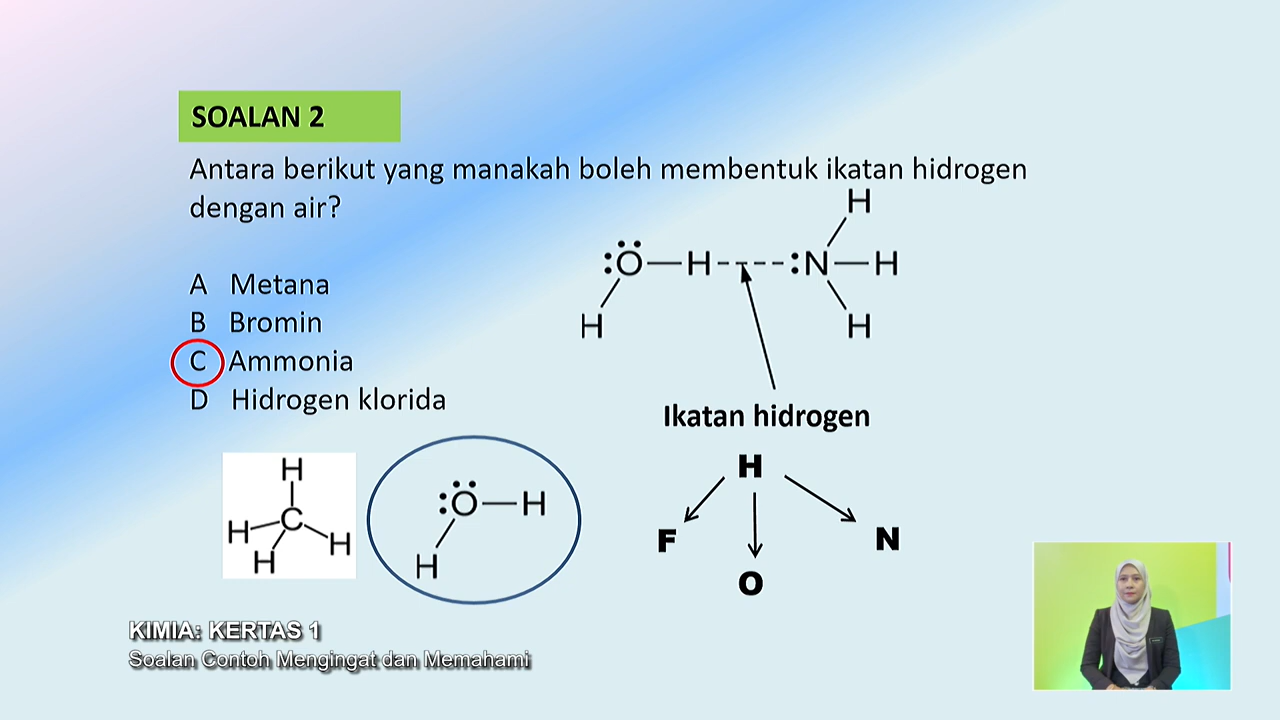 SOALAN 2
Antara berikut yang manakah boleh membentuk ikatan hidrogen
dengan air?
A Metana
B Bromin
C Ammonia
D Hidrogen klorida
H
:Ö—H----:N—H
H H
Ikatan hidrogen
H
F N
O
H
H C H
H
:Ö—H
H
KIMIA: KERTAS 1
Soalan Contoh Mengingat dan Memahami